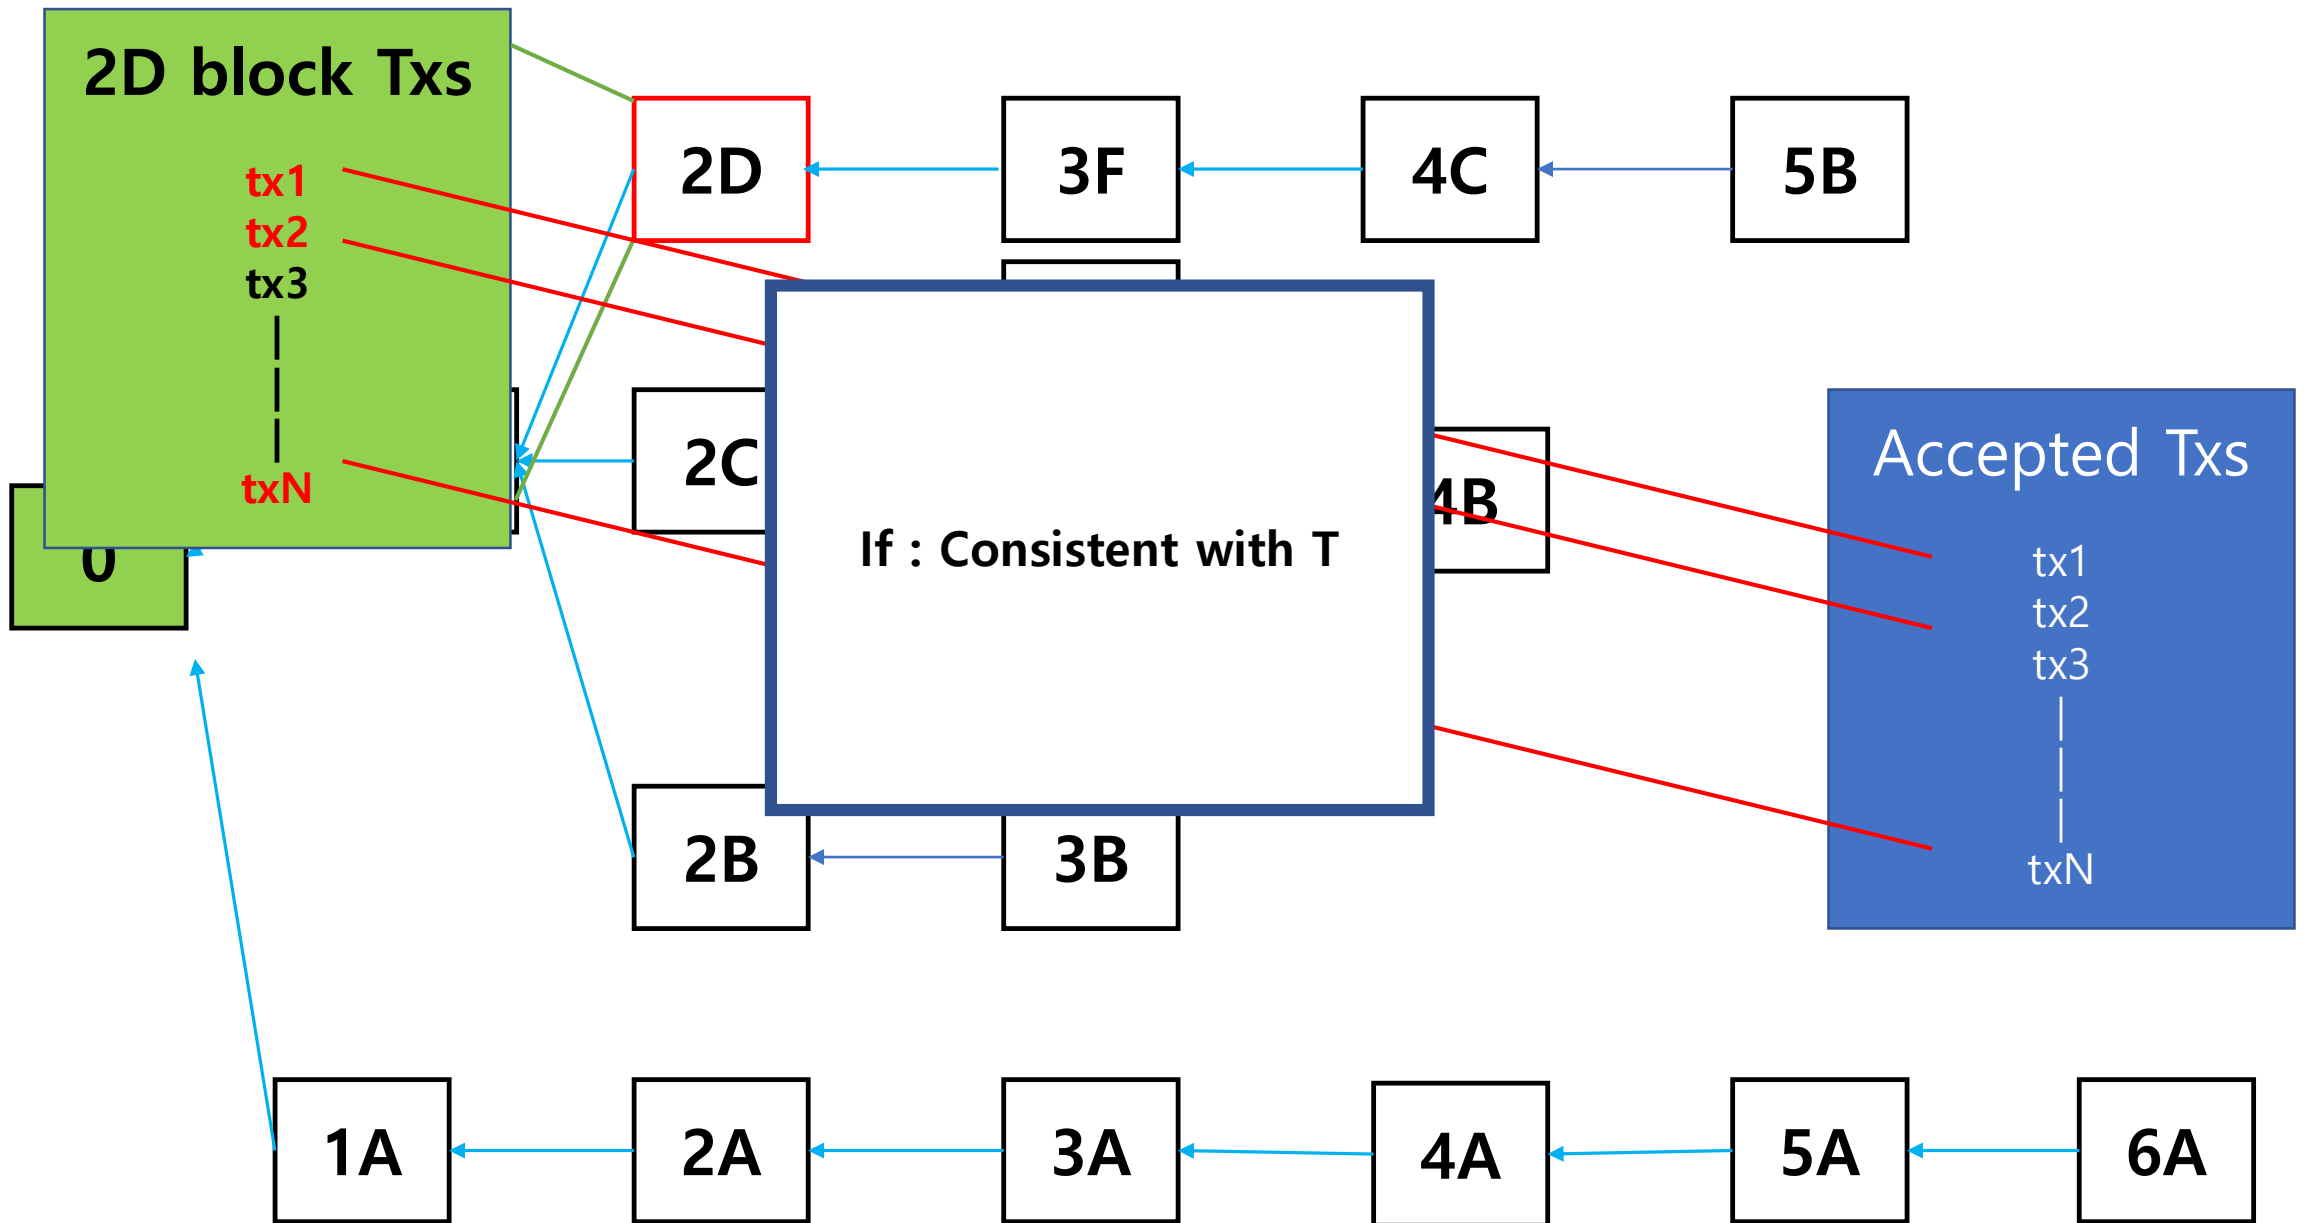 2D block Txs
tx1
tx2
tx3
|
|
|
txN
0
2D
3F
4C
5B
2C
4B
If : Consistent with T
Accepted Txs
tx1
tx2
tx3
|
|
|
txN
2B
3B
1A
2A
3A
4A
5A
6A